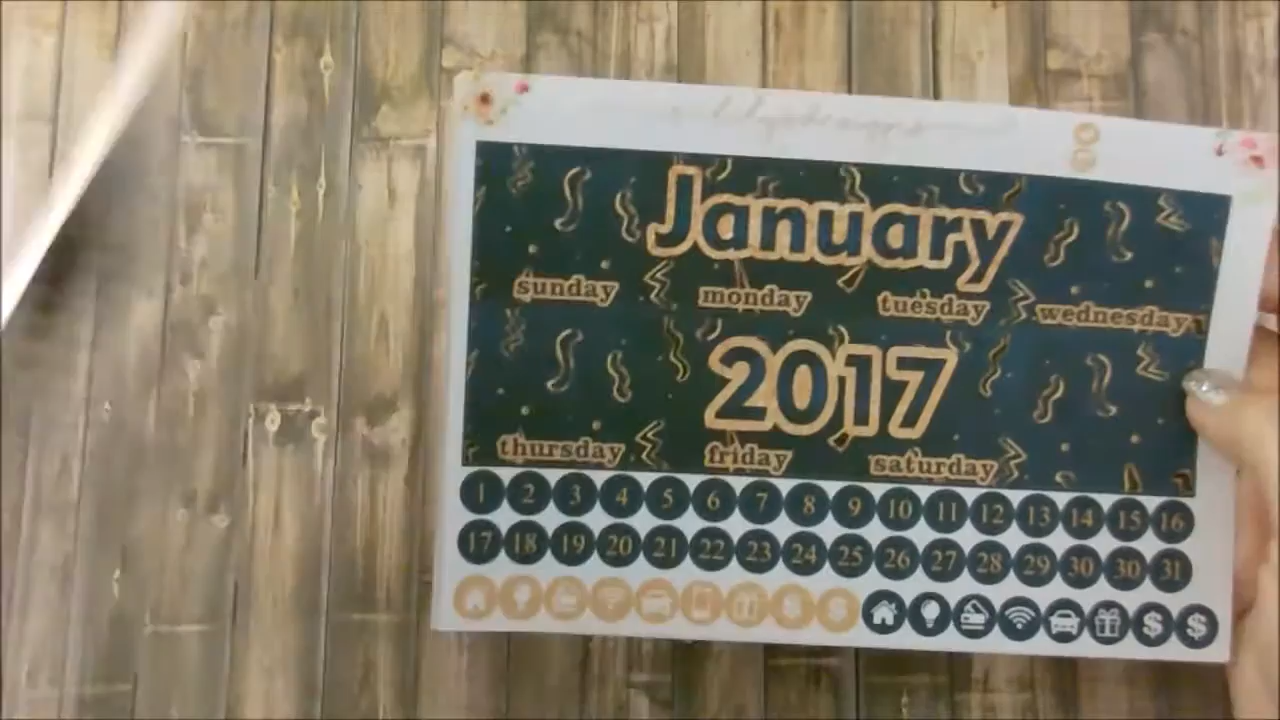 January
sunday monday tuesday wednesday
2017
thursday friday saturday
1 2 3 4 5 6 7 8 9 10 11 12 13 14 15 16
17 18 19 20 21 22 23 24 25 26 27 28 29 30 30 31
$ $